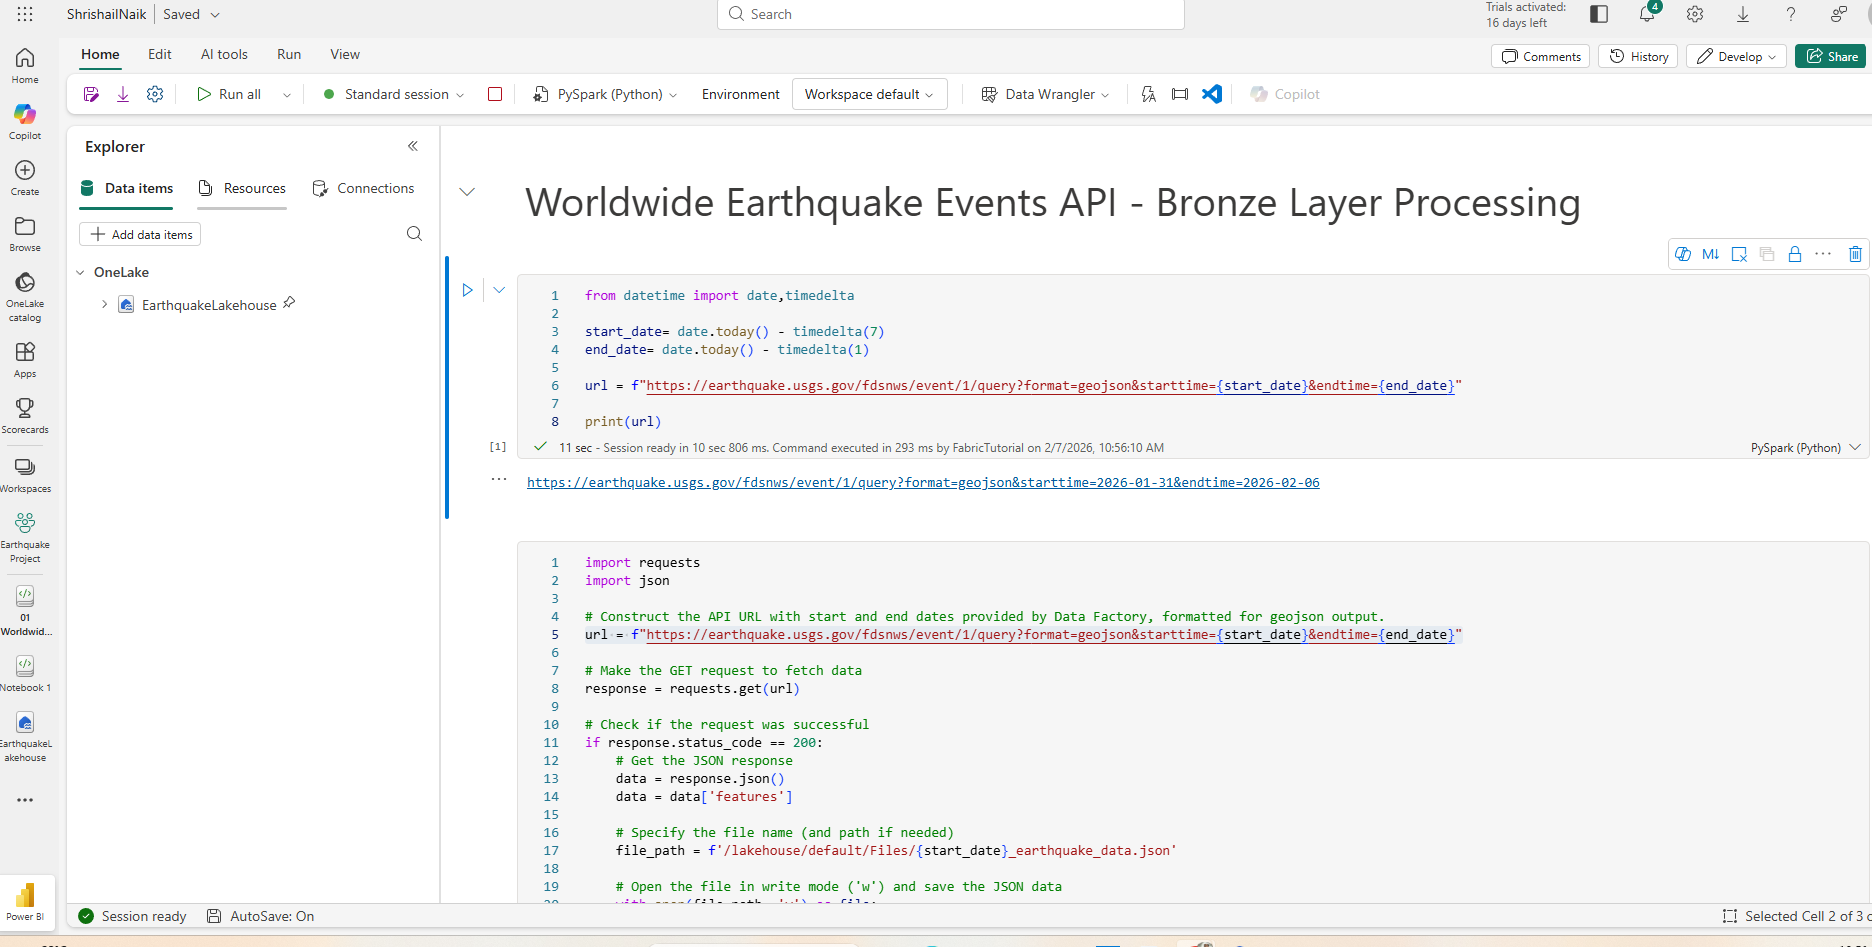 ShrishailNaik Saved
Search
Trials activated:
16 days left
4
Home Edit AI tools Run View
Comments History Develop Share
Run all Standard session PySpark (Python) Environment Workspace default Data Wrangler Copilot
Home
Copilot
Create
Browse
OneLake
catalog
Apps
Scorecards
Workspaces
Earthquake
Project
01
Worldwid...
Notebook 1
EarthquakeL
akehouse
Power BI
Explorer
Data items Resources Connections
Add data items
OneLake
EarthquakeLakehouse
Worldwide Earthquake Events API - Bronze Layer Processing
M↓
1 from datetime import date,timedelta
2
3 start_date= date.today() - timedelta(7)
4 end_date= date.today() - timedelta(1)
5
6 url = f"https://earthquake.usgs.gov/fdsnws/event/1/query?format=geojson&starttime={start_date}&endtime={end_date}"
7
8 print(url)
[1] 11 sec - Session ready in 10 sec 806 ms. Command executed in 293 ms by FabricTutorial on 2/7/2026, 10:56:10 AM PySpark (Python)
https://earthquake.usgs.gov/fdsnws/event/1/query?format=geojson&starttime=2026-01-31&endtime=2026-02-06
1 import requests
2 import json
3
4 # Construct the API URL with start and end dates provided by Data Factory, formatted for geojson output.
5 url = f"https://earthquake.usgs.gov/fdsnws/event/1/query?format=geojson&starttime={start_date}&endtime={end_date}"
6
7 # Make the GET request to fetch data
8 response = requests.get(url)
9
10 # Check if the request was successful
11 if response.status_code == 200:
12 # Get the JSON response
13 data = response.json()
14 data = data['features']
15
16 # Specify the file name (and path if needed)
17 file_path = f'/lakehouse/default/Files/{start_date}_earthquake_data.json'
18
19 # Open the file in write mode ('w') and save the JSON data
Session ready AutoSave: On
Selected Cell 2 of 3 c